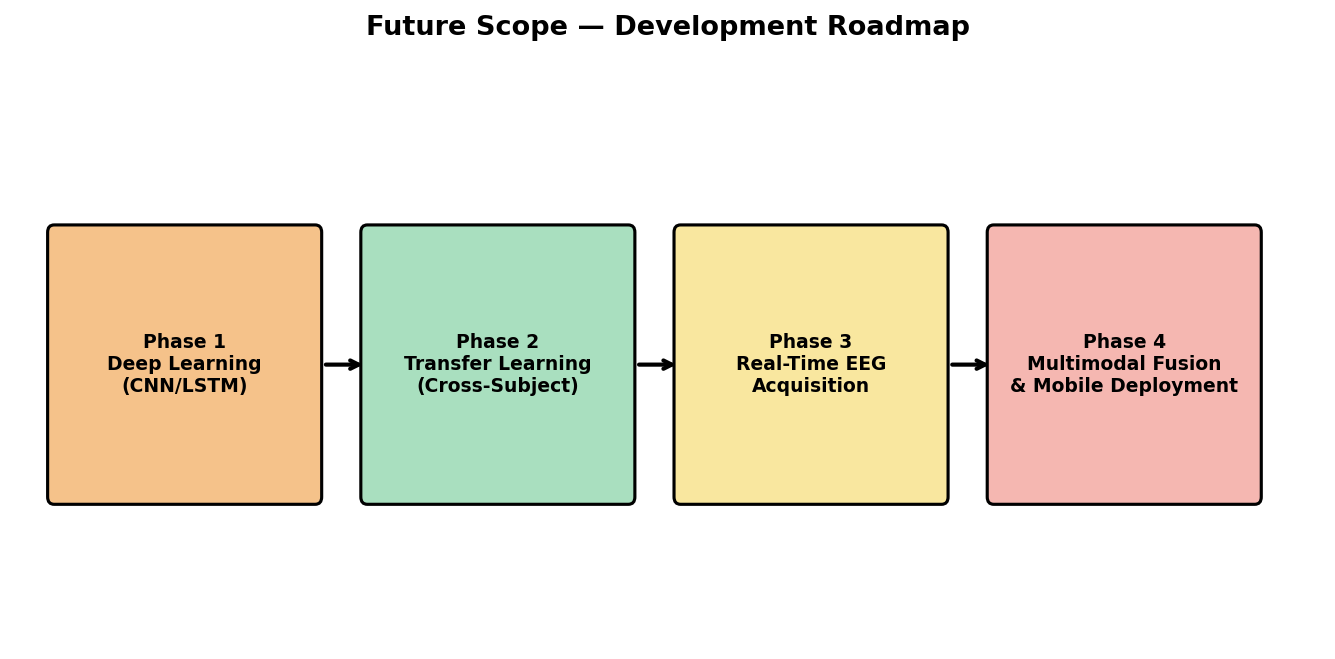 Future Scope — Development Roadmap
Phase 1
Deep Learning
(CNN/LSTM)
Phase 2
Transfer Learning
(Cross-Subject)
Phase 3
Real-Time EEG
Acquisition
Phase 4
Multimodal Fusion
& Mobile Deployment